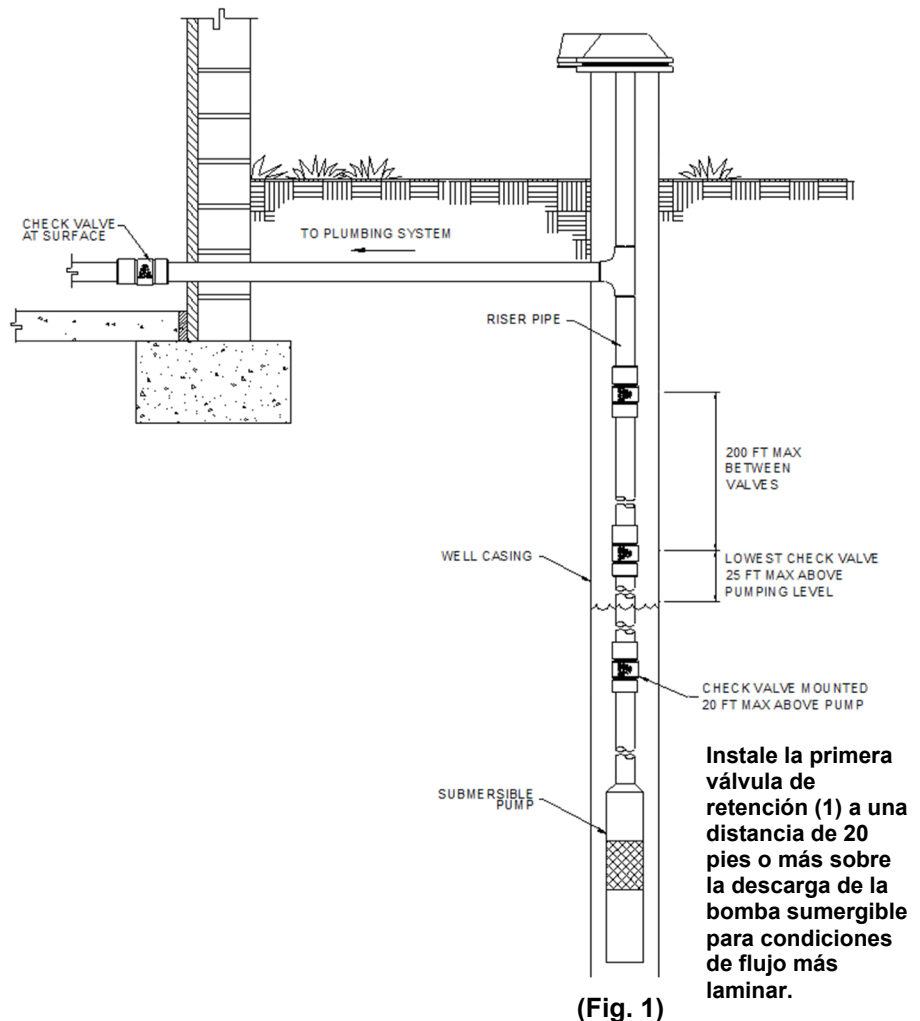 CHECK VALVE
AT SURFACE
TO PLUMBING SYSTEM
RISER PIPE
200 FT MAX
BETWEEN
VALVES
WELL CASING
LOWEST CHECK VALVE
25 FT MAX ABOVE
PUMPING LEVEL
CHECK VALVE MOUNTED
20 FT MAX ABOVE PUMP
SUBMERSIBLE
PUMP
Instale la primera
válvula de
retención (1) a una
distancia de 20
pies o más sobre
la descarga de la
bomba sumergible
para condiciones
de flujo más
laminar.
(Fig. 1)